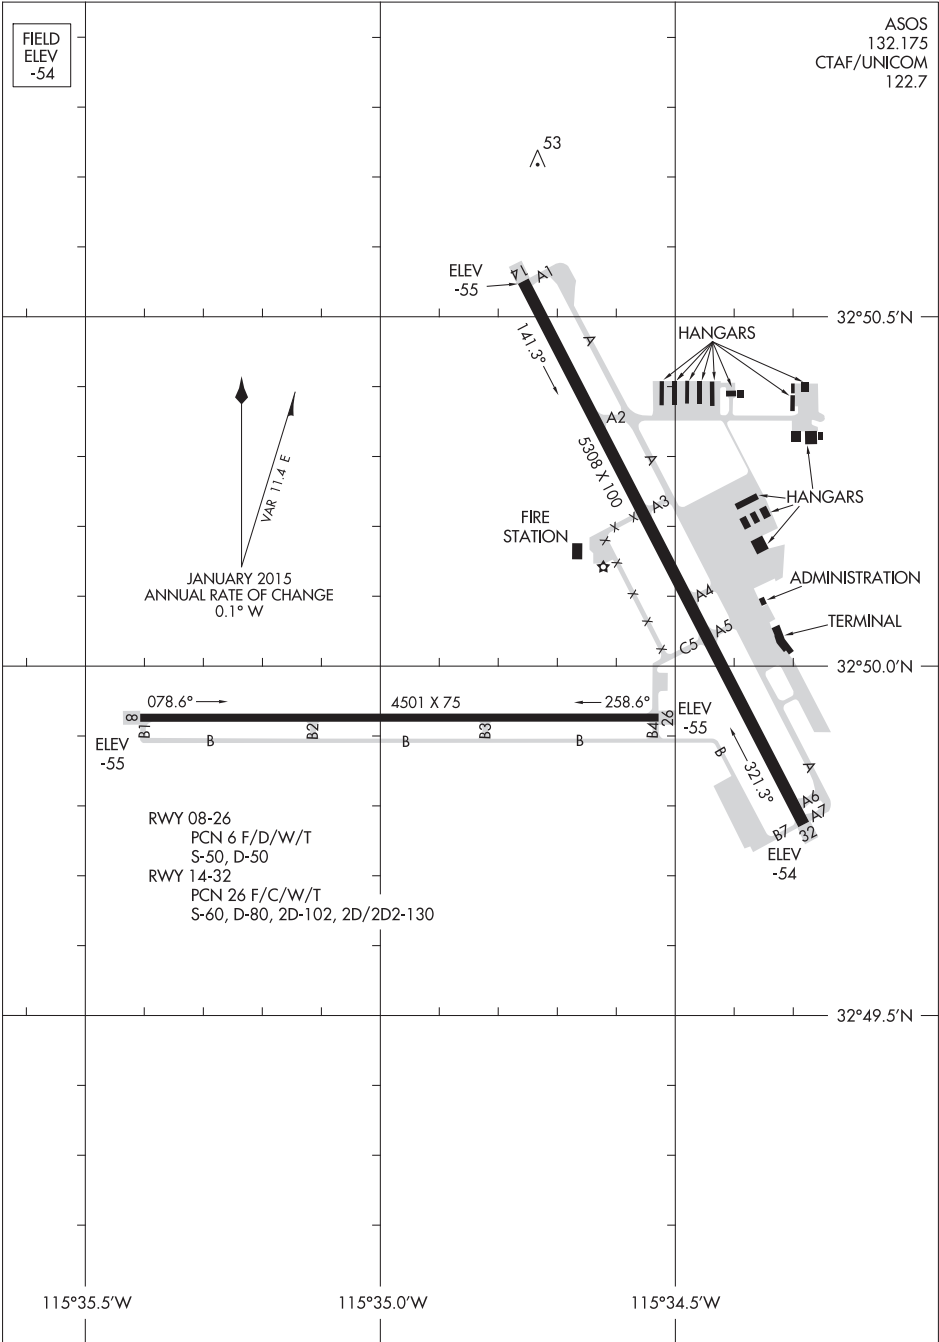 FIELD
ELEV
-54
ASOS
132.175
CTAF/UNICOM
122.7
53
14
A1
ELEV
-55
32°50.5'N
141.3°
A
HANGARS
A2
5308 X 100
A
VAR 11.4 E
A3
HANGARS
FIRE
STATION
JANUARY 2015
ANNUAL RATE OF CHANGE
0.1° W
A4
ADMINISTRATION
A5
C5
TERMINAL
32°50.0'N
078.6°
4501 X 75
258.6°
8
B1
B2
B3
B4
26
ELEV
-55
ELEV
-55
B
B
B
B
321.3°
A
A6
A7
B7
32
ELEV
-54
RWY 08-26
PCN 6 F/D/W/T
S-50, D-50
RWY 14-32
PCN 26 F/C/W/T
S-60, D-80, 2D-102, 2D/2D2-130
32°49.5'N
115°35.5'W
115°35.0'W
115°34.5'W